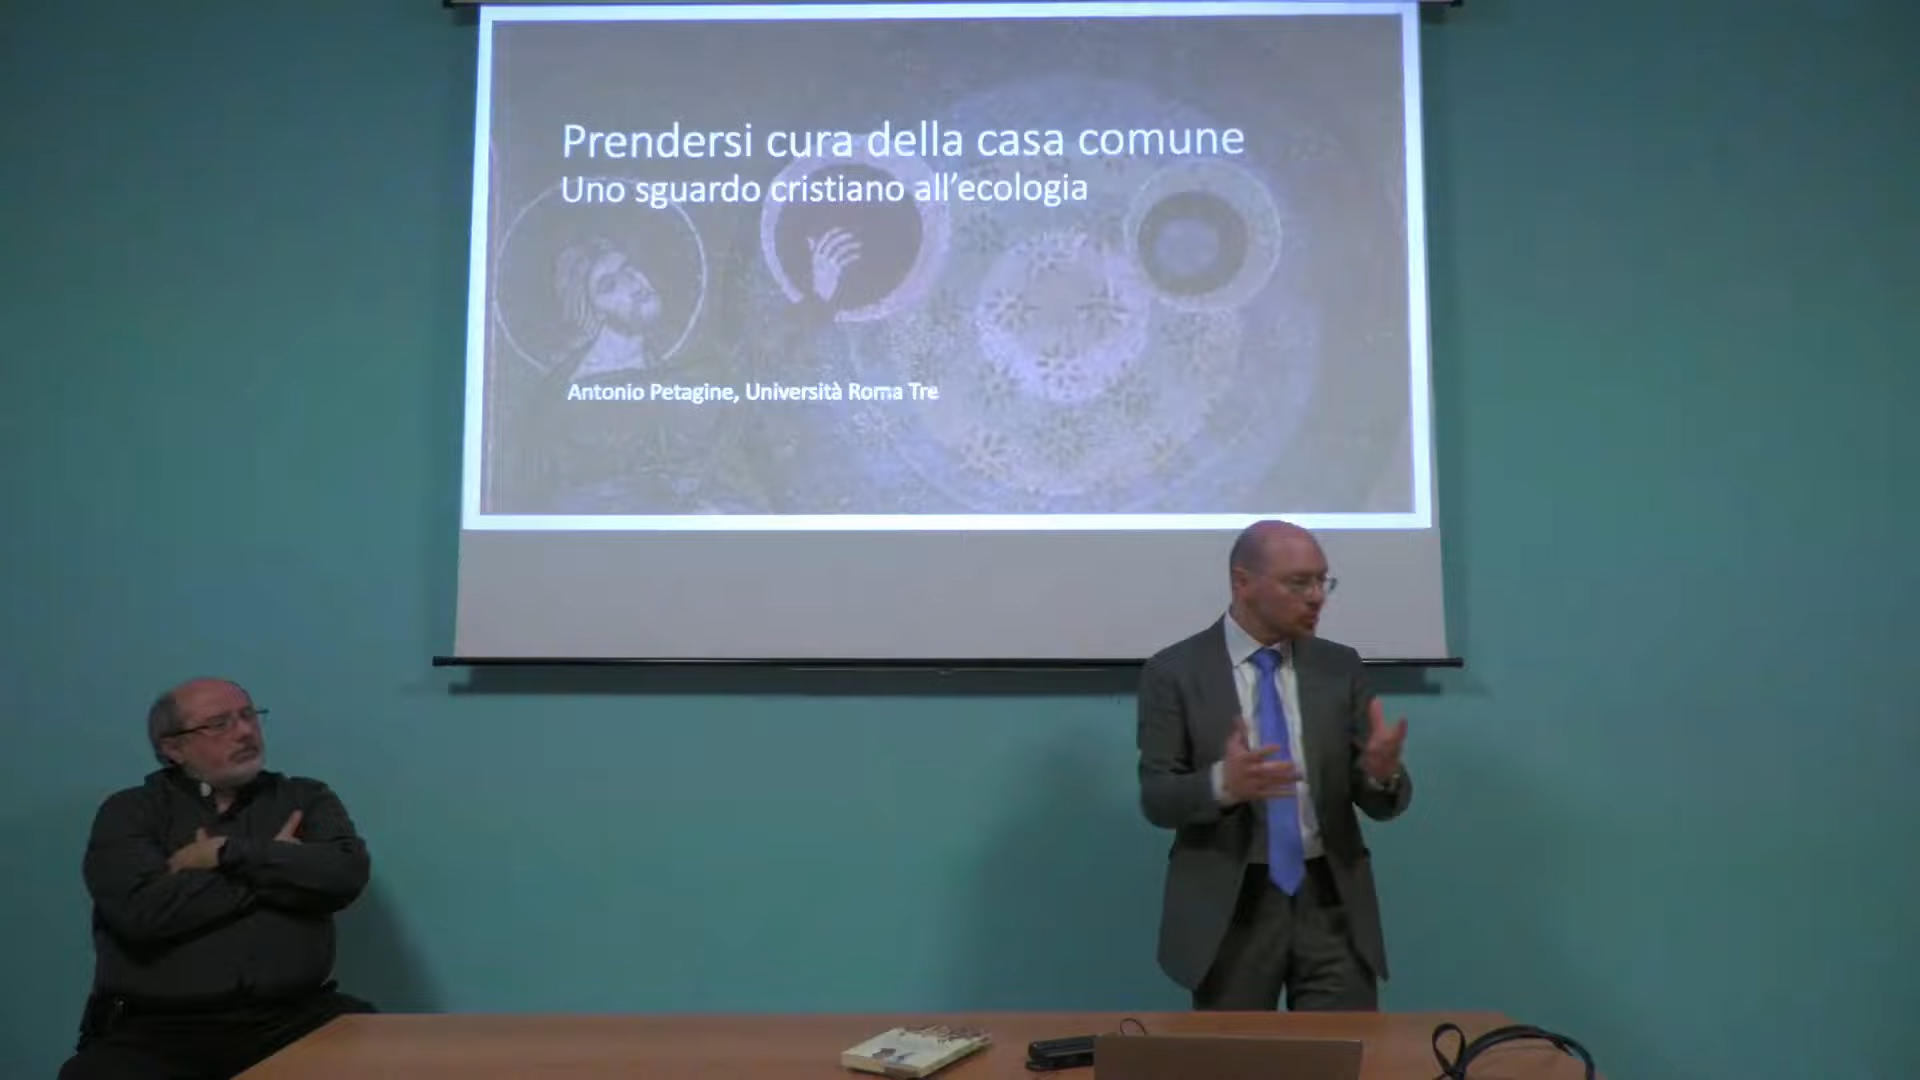 Prendersi cura della casa comune
Uno sguardo cristiano all'ecologia
Antonio Petagine, Università Roma Tre